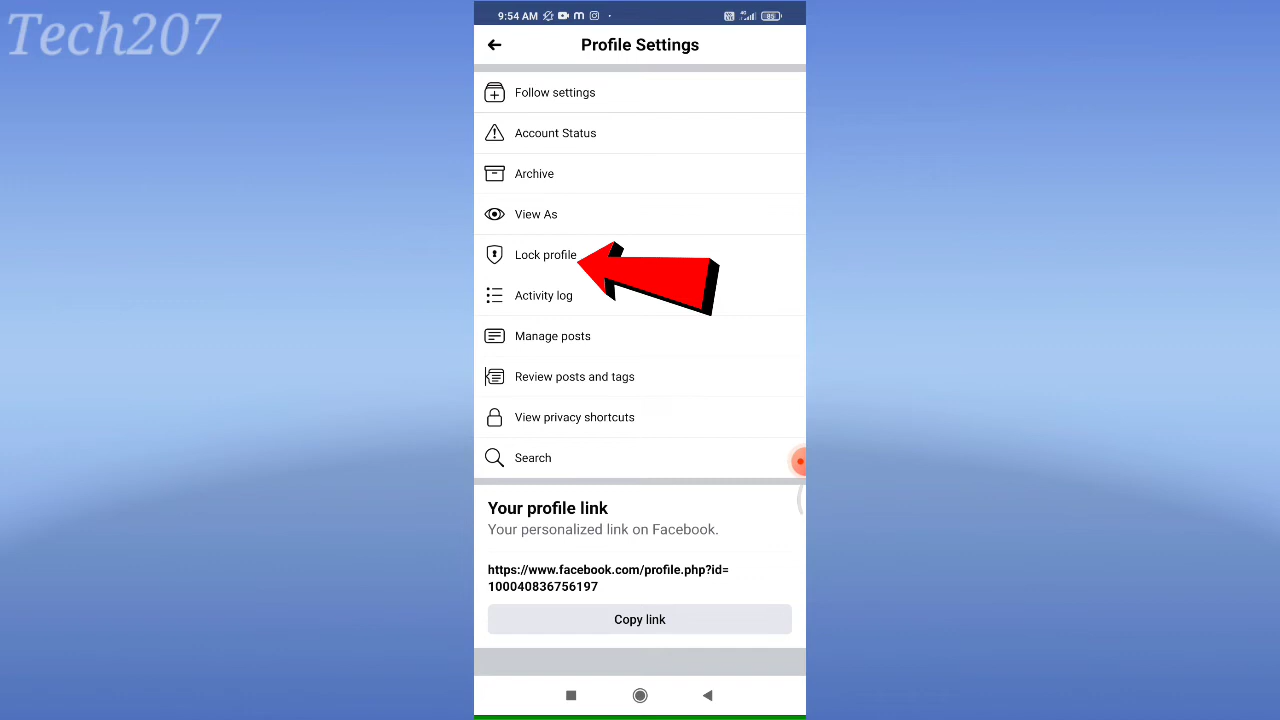 Tech207
9:54 AM
4G
85
Profile Settings
Follow settings
Account Status
Archive
View As
Lock profile
Activity log
Manage posts
Review posts and tags
View privacy shortcuts
Search
Your profile link
Your personalized link on Facebook.
https://www.facebook.com/profile.php?id=
100040836756197
Copy link